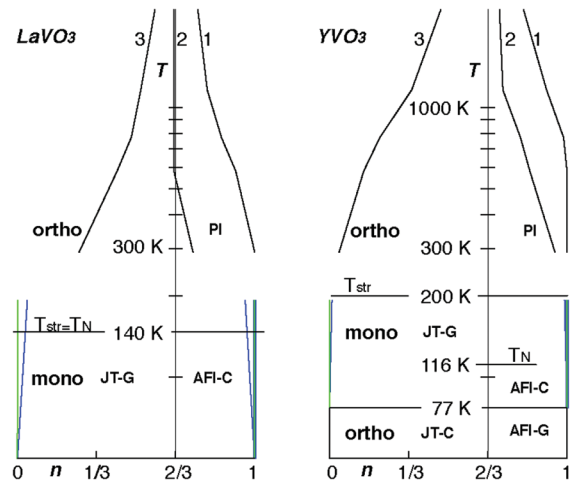 LaVO3
3 2 1
T
ortho
PI
300 K
Tstr=TN
140 K
mono JT-G AFI-C
0 n 1/3 2/3 1
YVO3
3 2 1
T
1000 K
ortho
PI
300 K
Tstr
200 K
mono JT-G
TN
116 K
AFI-C
77 K
ortho JT-C AFI-G
0 n 1/3 2/3 1